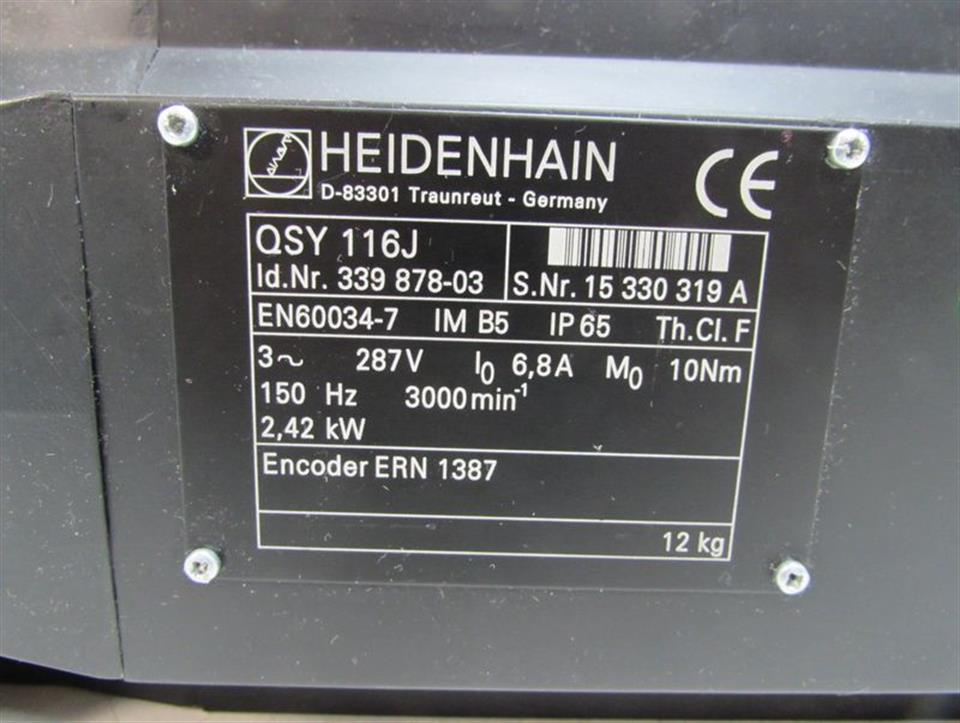 HEIDENHAIN
D-83301 Traunreut - Germany
CE
QSY 116J
Id.Nr. 339 878-03
S.Nr. 15 330 319 A
EN60034-7 IM B5 IP 65 Th.Cl. F
3~ 287V I0 6,8A M0 10Nm
150 Hz 3000min-1
2,42 kW
Encoder ERN 1387
12 kg